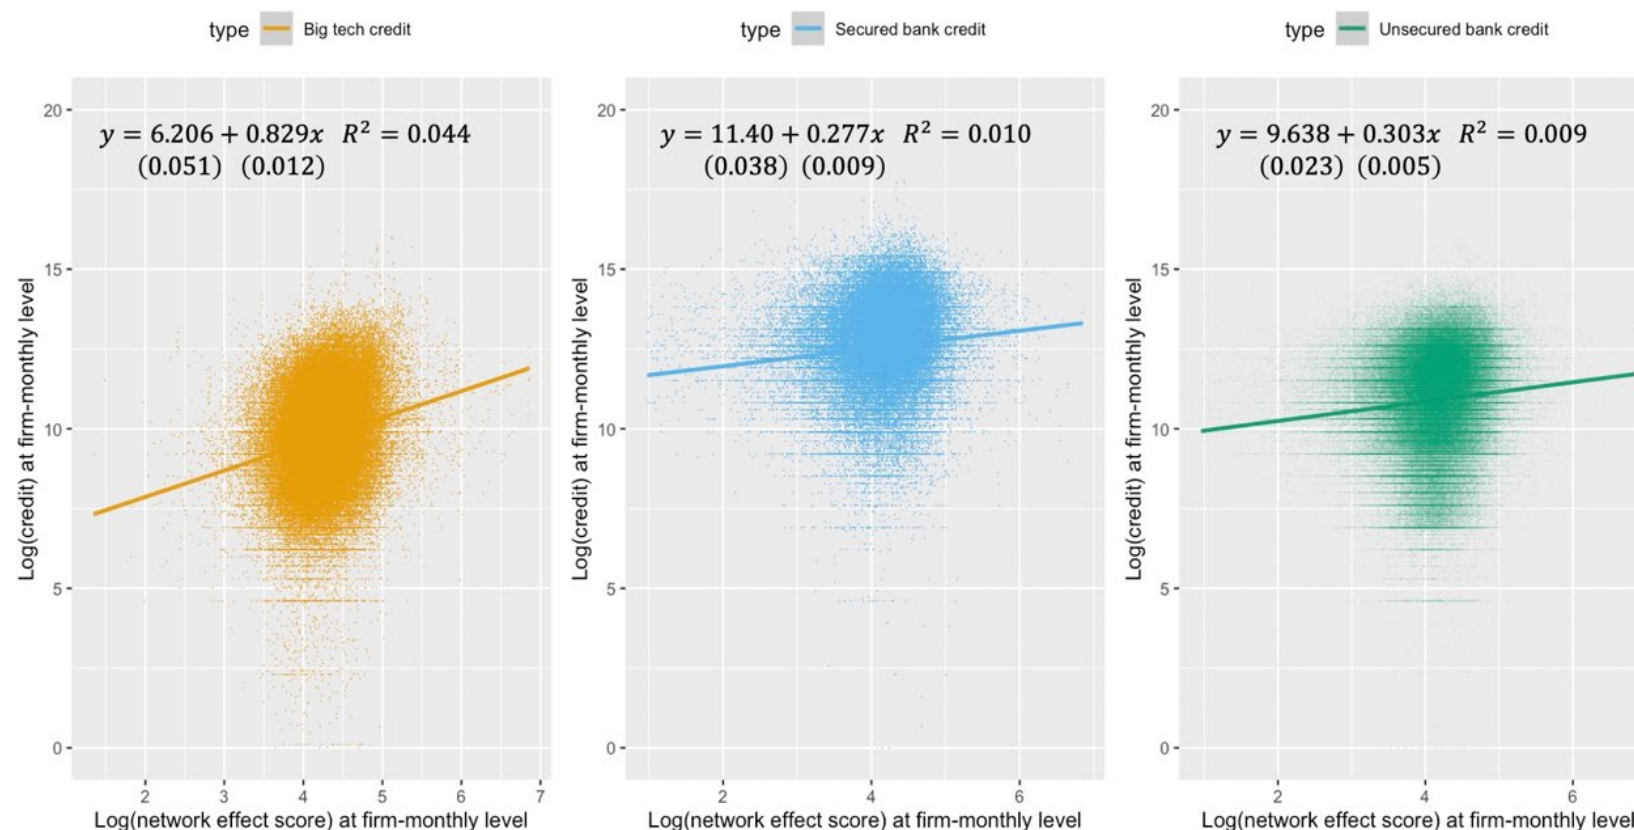 type Big tech credit
20
15
10
5
0
y = 6.206 + 0.829x R² = 0.044
(0.051) (0.012)
Log(credit) at firm-monthly level
2 3 4 5 6 7
Log(network effect score) at firm-monthly level
type Secured bank credit
20
15
10
5
0
y = 11.40 + 0.277x R² = 0.010
(0.038) (0.009)
Log(credit) at firm-monthly level
2 4 6
Log(network effect score) at firm-monthly level
type Unsecured bank credit
20
15
10
5
0
y = 9.638 + 0.303x R² = 0.009
(0.023) (0.005)
Log(credit) at firm-monthly level
2 4 6
Log(network effect score) at firm-monthly level